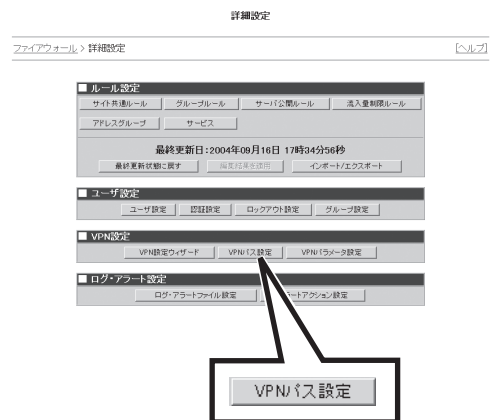 詳細設定
ファイアウォール > 詳細設定 [ヘルプ]
■ ルール設定
サイト共通ルール グループルール サーバ公開ルール 流入量制限ルール
アドレスグループ サービス
最終更新日:2004年09月16日 17時34分56秒
最終更新状態に戻す 編集結果を適用 インポート/エクスポート
■ ユーザ設定
ユーザ設定 認証設定 ロックアウト設定 グループ設定
■ VPN設定
VPN設定ウィザード VPNパス設定 VPNパラメータ設定
■ ログ・アラート設定
ログ・アラートファイル設定 ートアクション設定
VPNパス設定